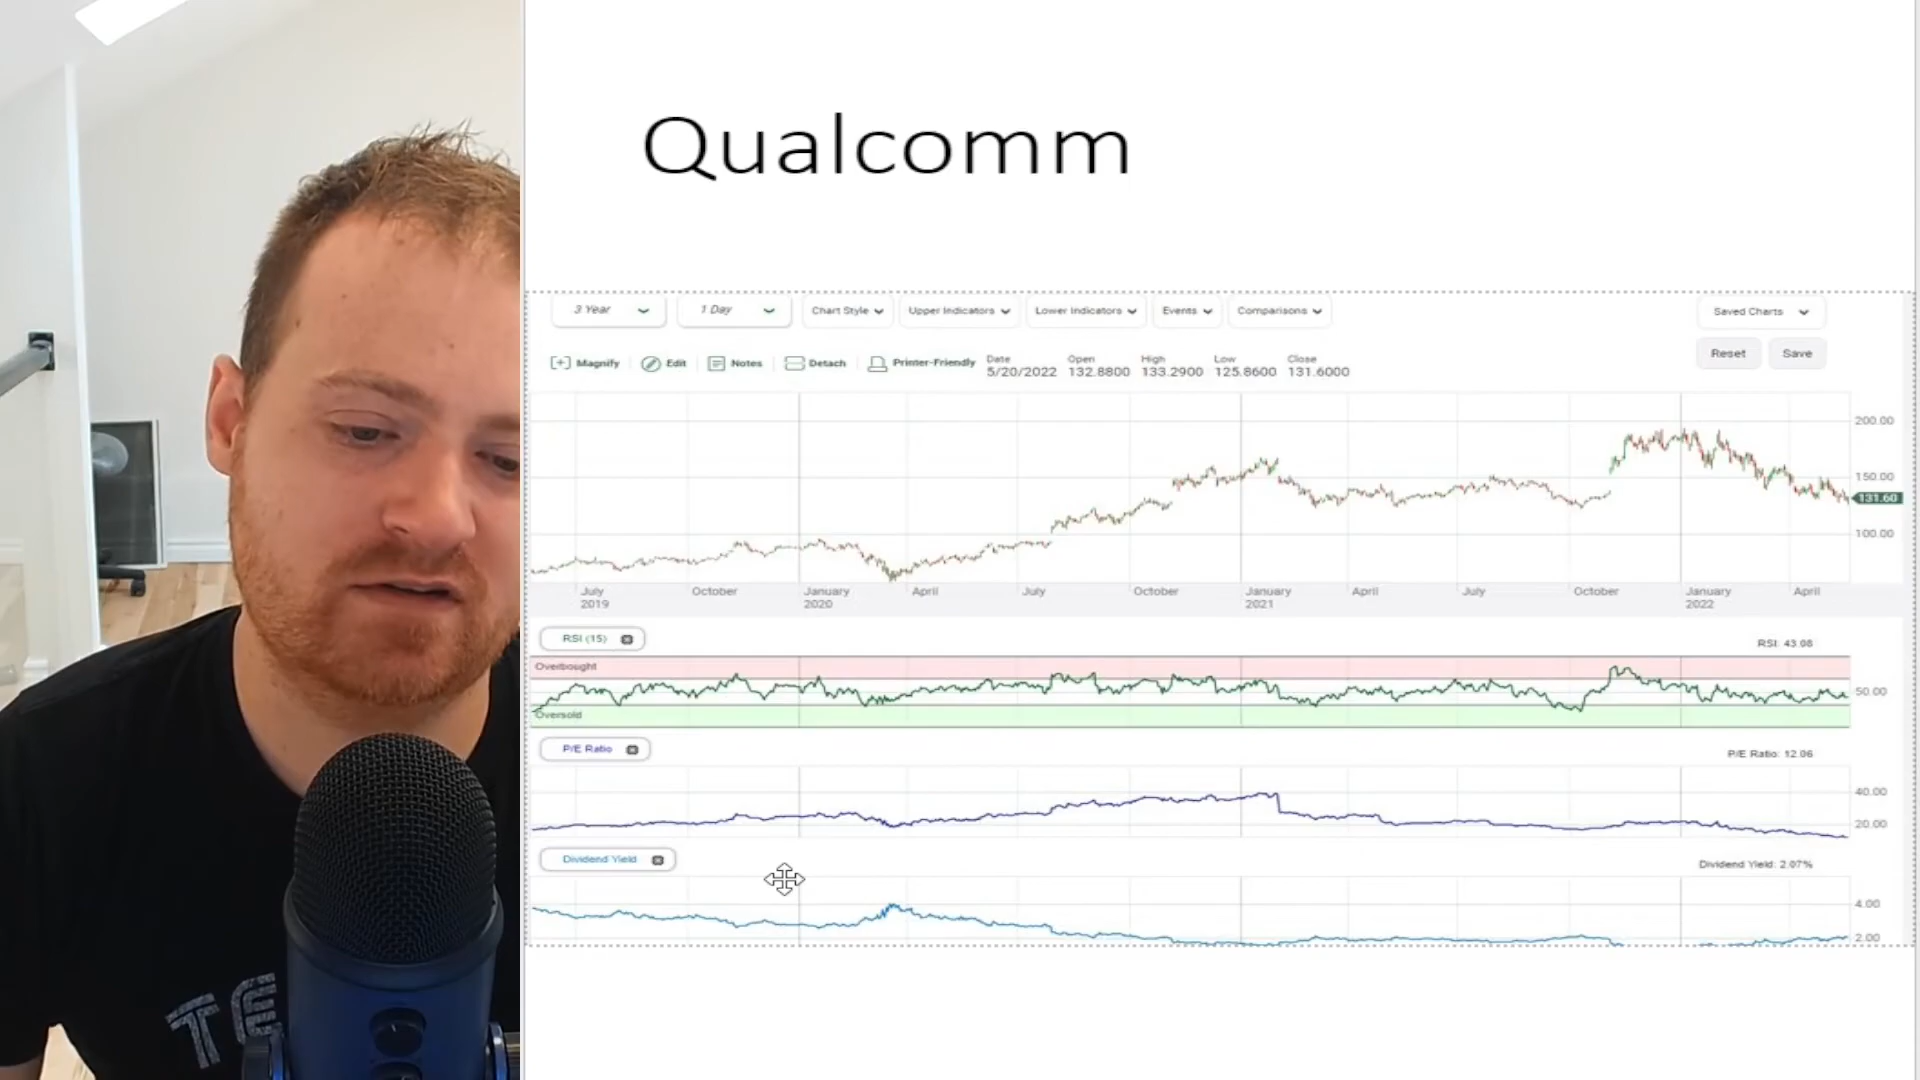 Qualcomm
3 Year
1 Day
Chart Style
Upper Indicators
Lower Indicators
Events
Comparisons
Saved Charts
Magnify
Edit
Notes
Detach
Printer-Friendly
Date
5/20/2022
Open
132.8800
High
133.2900
Low
125.8600
Close
131.6000
Reset
Save
200.00
150.00
131.60
100.00
July
2019
October
January
2020
April
July
October
January
2021
April
July
October
January
2022
April
RSI (15)
RSI: 43.08
Overbought
50.00
Oversold
P/E Ratio
P/E Ratio: 12.06
40.00
20.00
Dividend Yield
Dividend Yield: 2.07%
4.00
2.00
TE